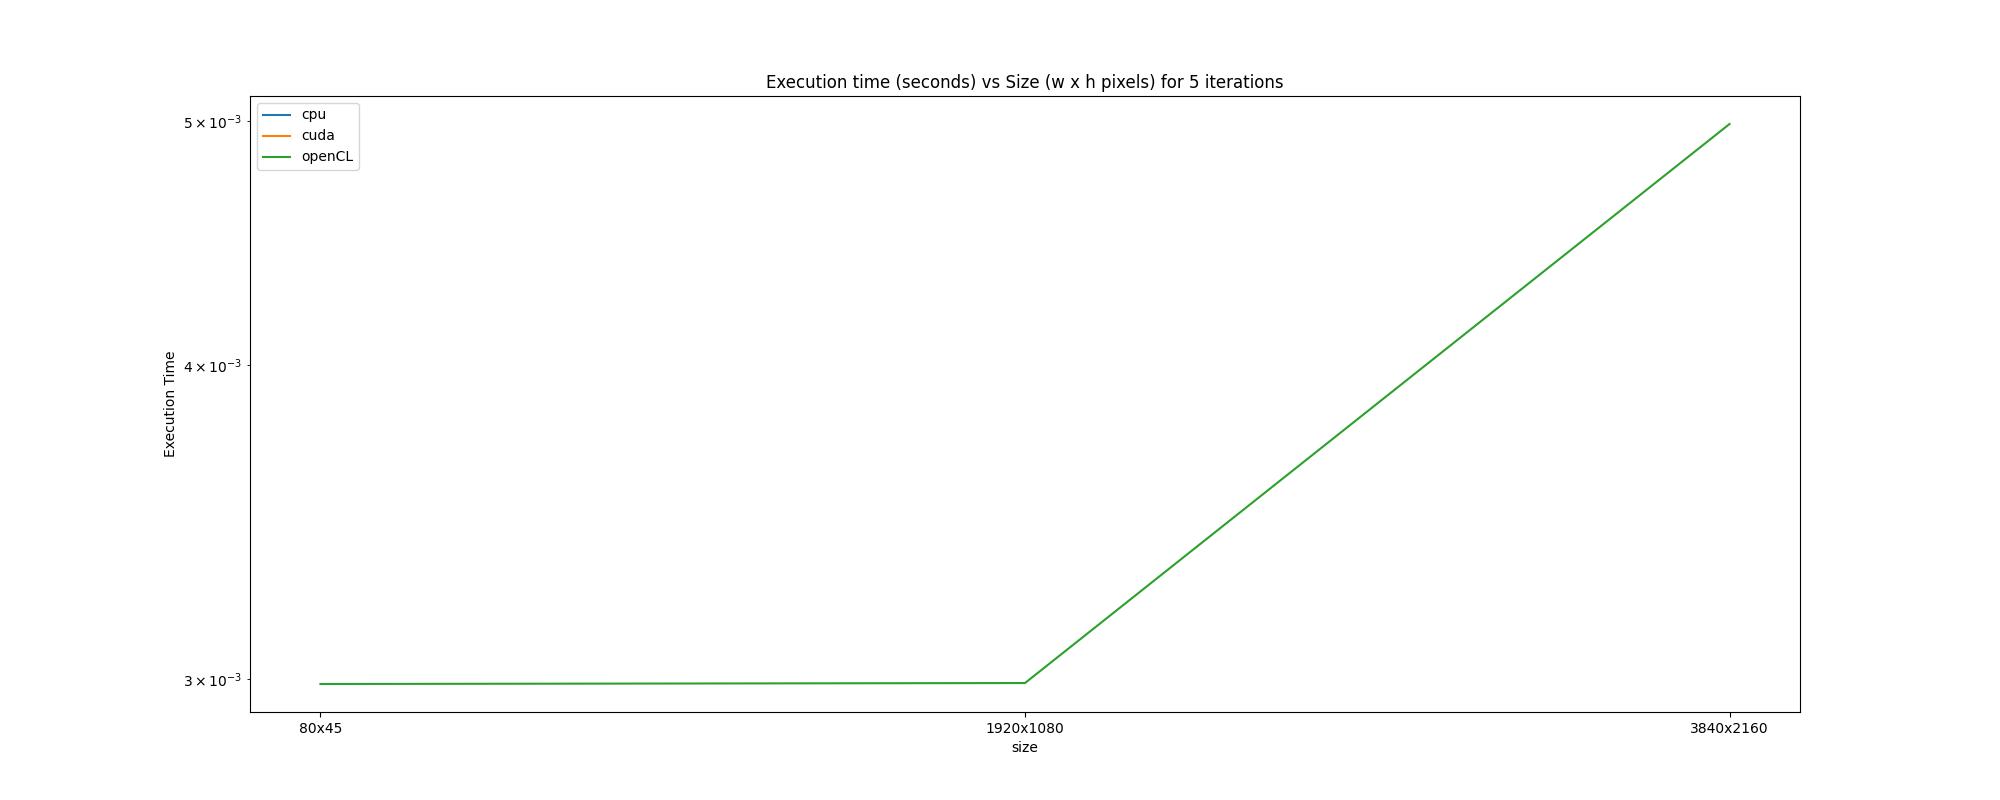 Execution time (seconds) vs Size (w x h pixels) for 5 iterations
cpu
cuda
openCL
5 × 10⁻³
4 × 10⁻³
3 × 10⁻³
Execution Time
80x45
1920x1080
3840x2160
size